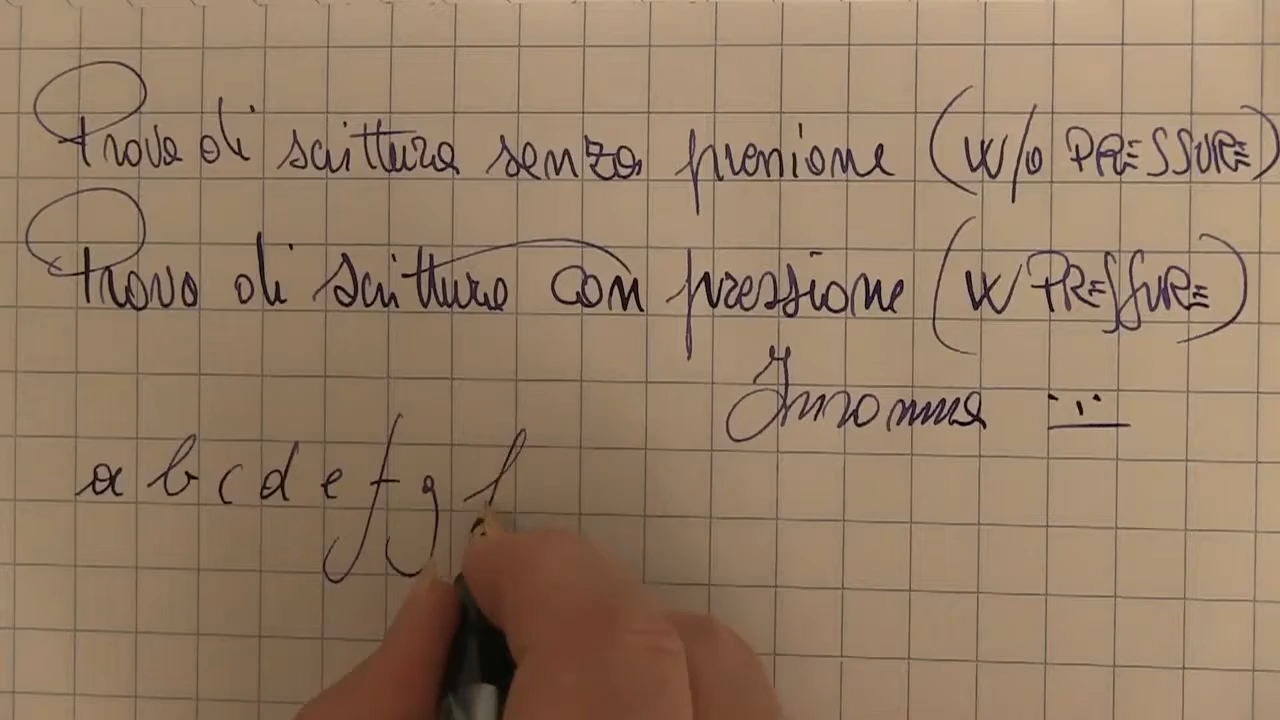 Prova di scrittura senza pressione (W/O PRESSURE)
Prova di scrittura con pressione (W PRESSURE)
Insomma
a b c d e f g